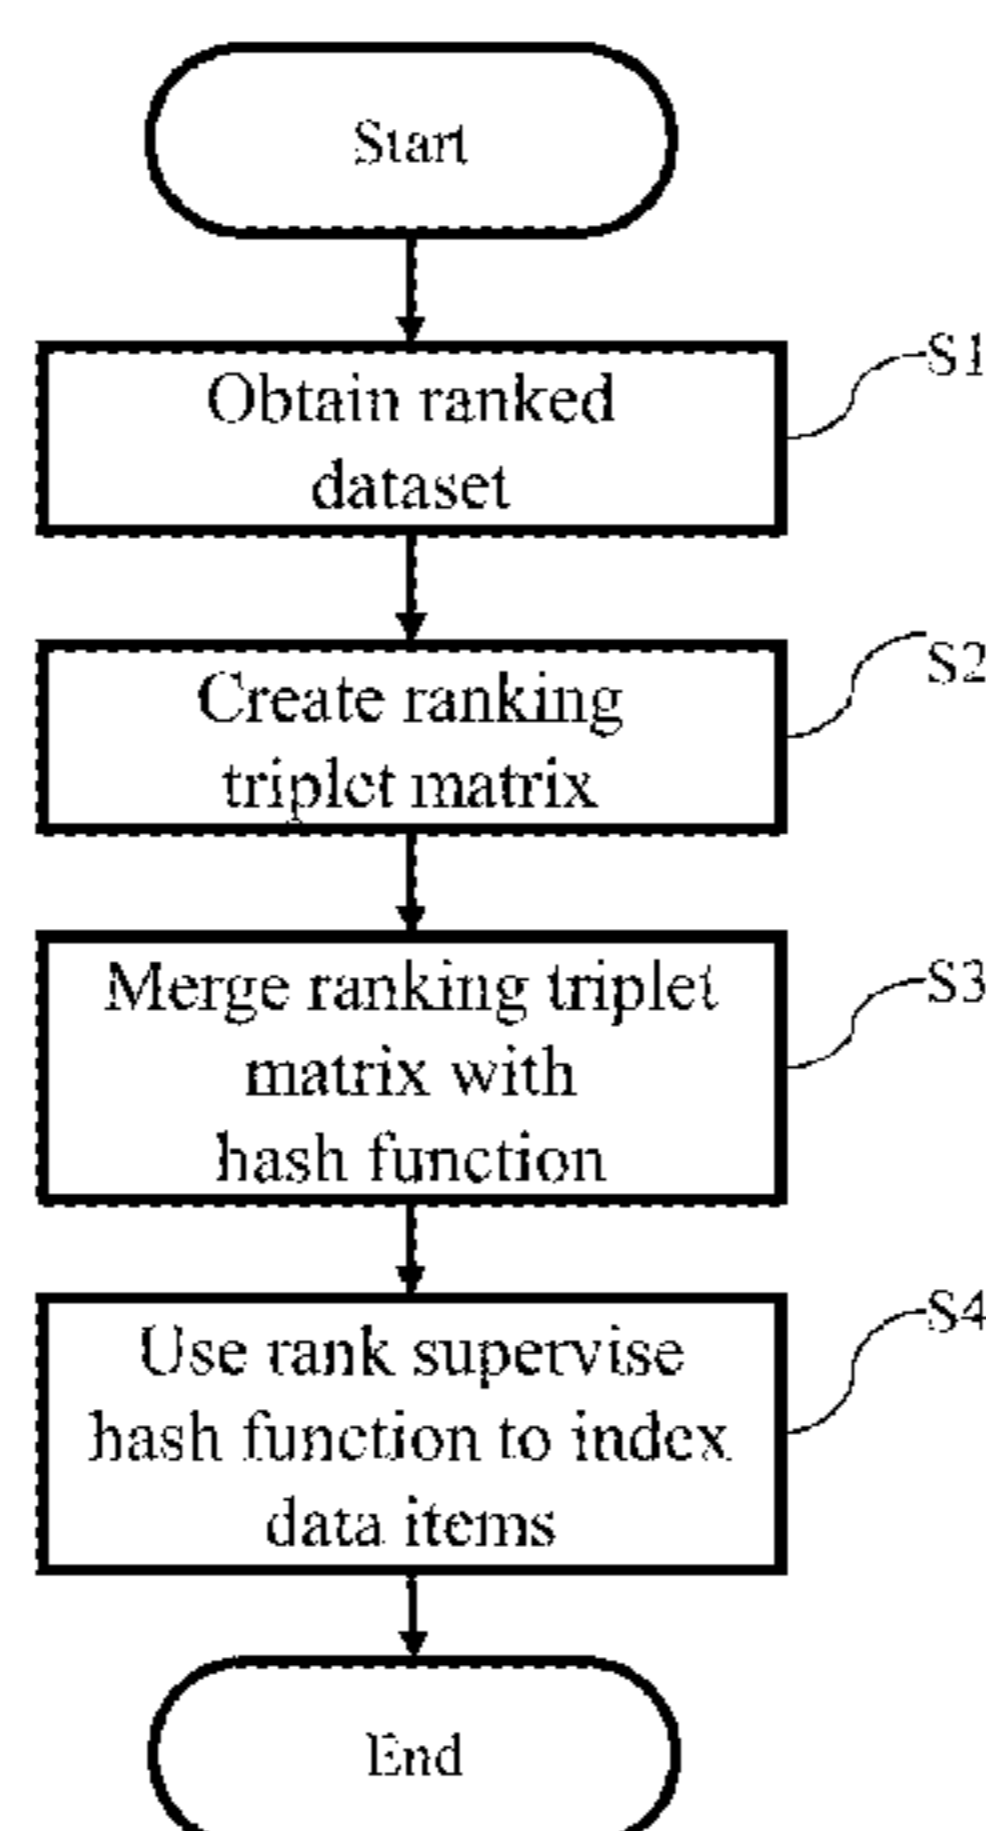 Start
S1
Obtain ranked
dataset
S2
Create ranking
triplet matrix
S3
Merge ranking triplet
matrix with
hash function
S4
Use rank supervise
hash function to index
data items
End